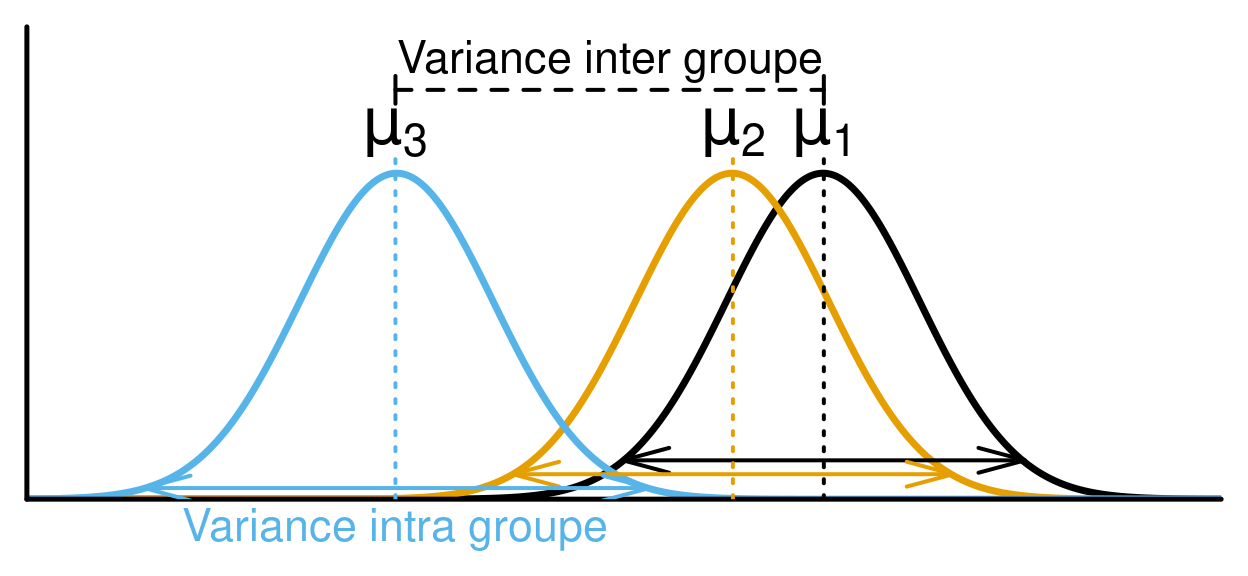 Variance inter groupe
μ₃ μ₂ μ₁
Variance intra groupe